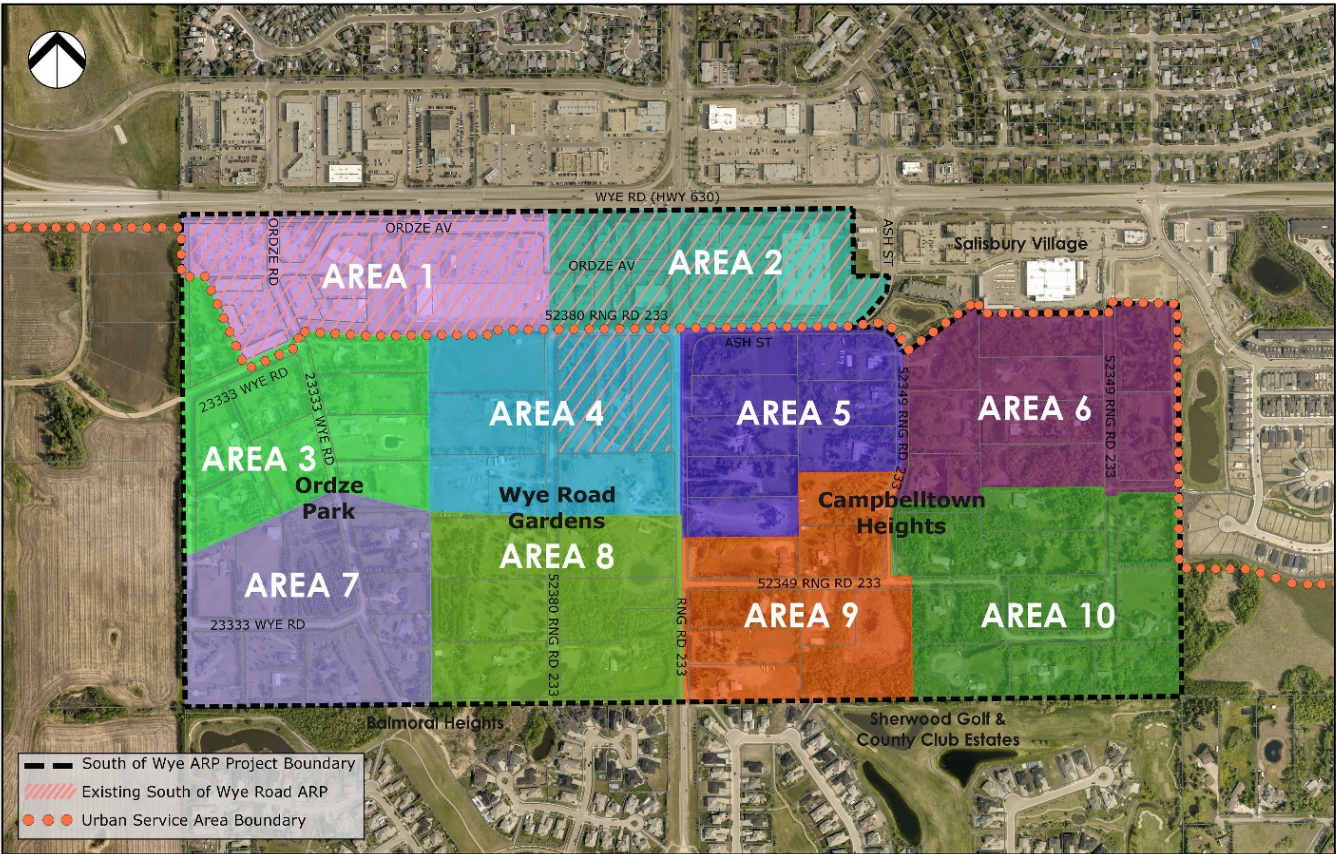 WYE RD (HWY 630)
ORDZE RD
ORDZE AV
AREA 1
ORDZE AV
AREA 2
ASH ST
Salisbury Village
52380 RNG RD 233
ASH ST
23333 WYE RD
23333 WYE RD
AREA 3
Ordze
Park
AREA 4
Wye Road
Gardens
AREA 5
52349 RNG RD 233
AREA 6
52349 RNG RD 233
Campbelltown
Heights
AREA 7
23333 WYE RD
AREA 8
52380 RNG RD 233
RNG RD 233
52349 RNG RD 233
AREA 9
AREA 10
Balmoral Heights
Sherwood Golf &
County Club Estates
South of Wye ARP Project Boundary
Existing South of Wye Road ARP
Urban Service Area Boundary